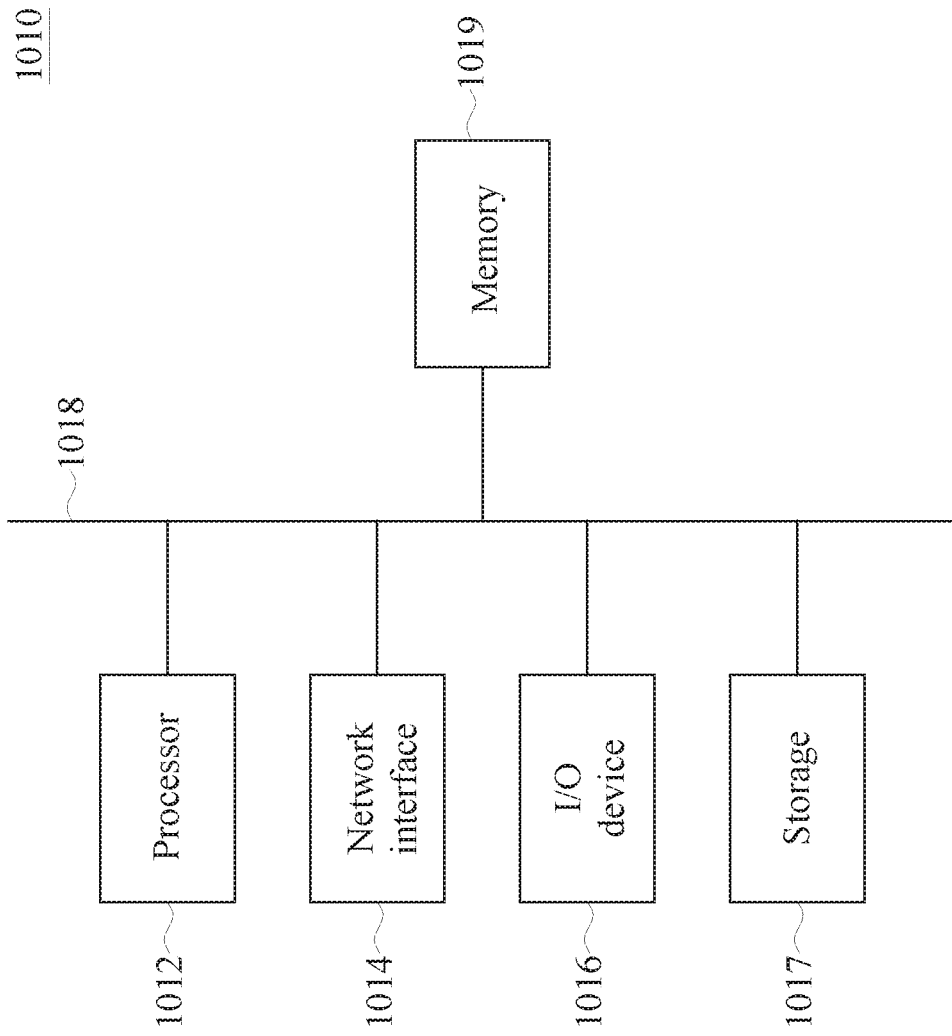 1010
1012
Processor
1014
Network
interface
1016
I/O
device
1017
Storage
1018
Memory
1019